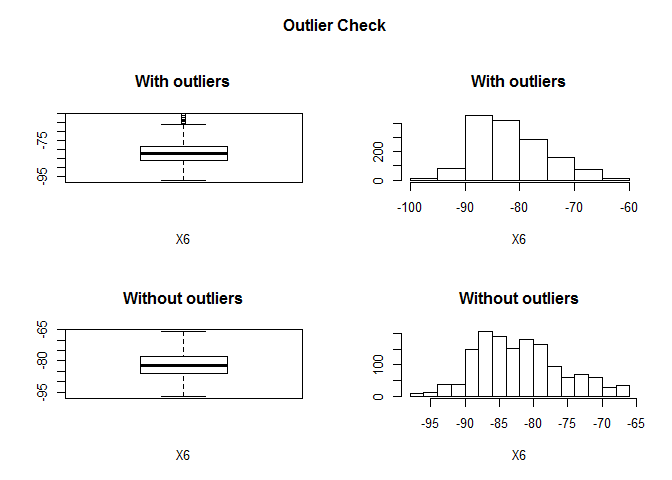 Outlier Check
With outliers
-75
-95
X6
With outliers
200
0
-100 -90 -80 -70 -60
X6
Without outliers
-65
-80
-95
X6
Without outliers
100
0
-95 -90 -85 -80 -75 -70 -65
X6